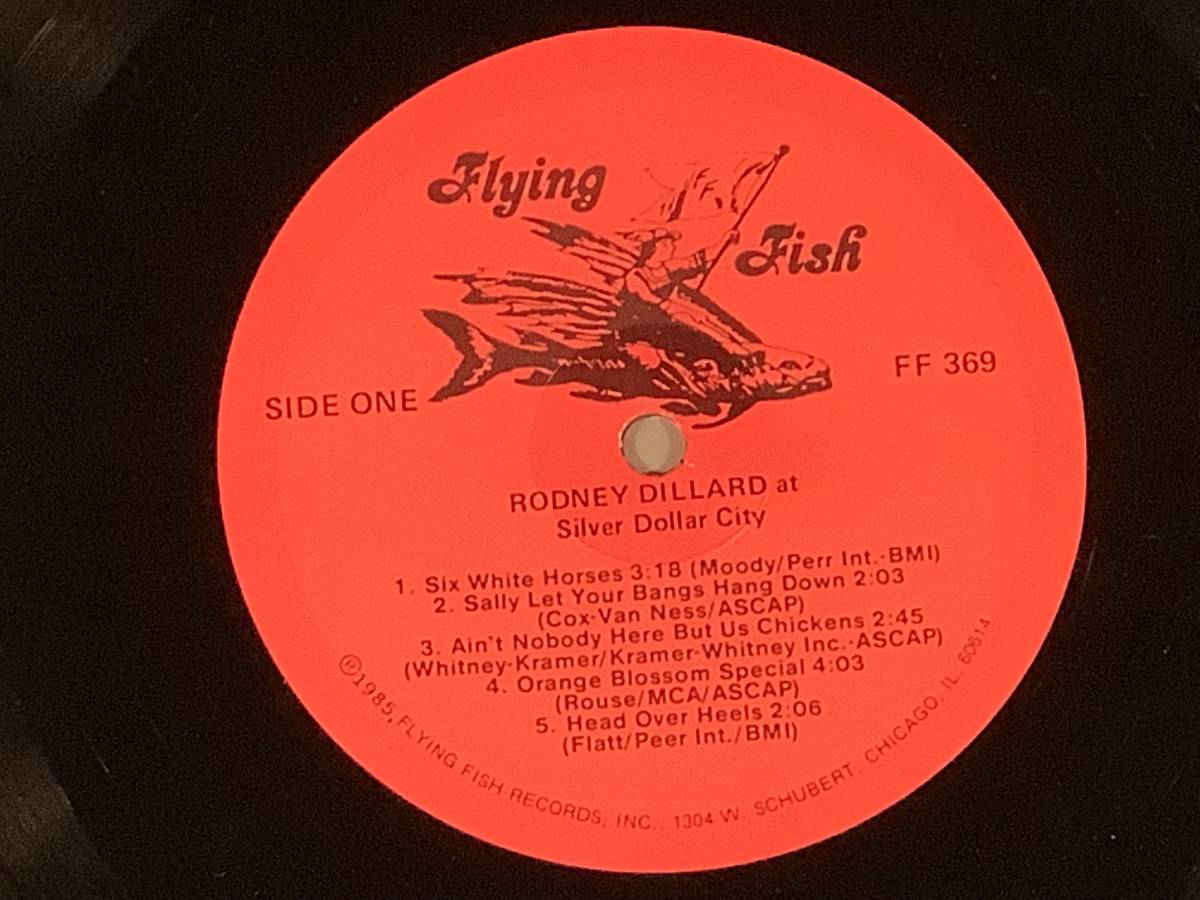 Flying
Fish
FF 369
SIDE ONE
RODNEY DILLARD at
Silver Dollar City
1. Six White Horses 3:18 (Moody/Perr Int.-BMI)
2. Sally Let Your Bangs Hang Down 2:03
(Cox-Van Ness/ASCAP)
3. Ain't Nobody Here But Us Chickens 2:45
(Whitney-Kramer/Kramer-Whitney Inc.-ASCAP)
4. Orange Blossom Special 4:03
(Rouse/MCA/ASCAP)
5. Head Over Heels 2:06
(Flatt/Peer Int./BMI)
℗1985, FLYING FISH RECORDS, INC., 1304 W. SCHUBERT, CHICAGO, IL 60614